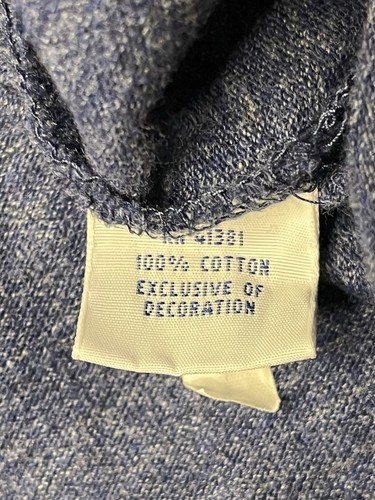 RN 41381
100% COTTON
EXCLUSIVE OF
DECORATION